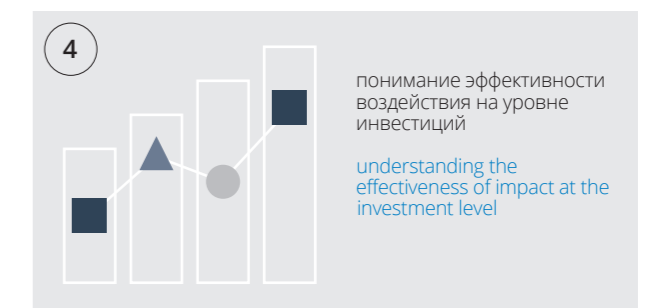 4
понимание эффективности
воздействия на уровне
инвестиций
understanding the
effectiveness of impact at the
investment level